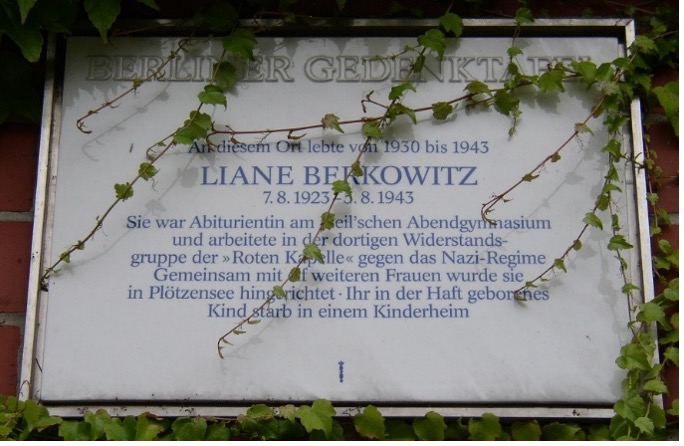 BERLINER GEDENKTAFEL
An diesem Ort lebte von 1930 bis 1943
LIANE BERKOWITZ
7. 8. 1923 - 5. 8. 1943
Sie war Abiturientin am Heil'schen Abendgymnasium
und arbeitete in der dortigen Widerstands-
gruppe der »Roten Kapelle« gegen das Nazi-Regime
Gemeinsam mit elf weiteren Frauen wurde sie
in Plötzensee hingerichtet · Ihr in der Haft geborenes
Kind starb in einem Kinderheim